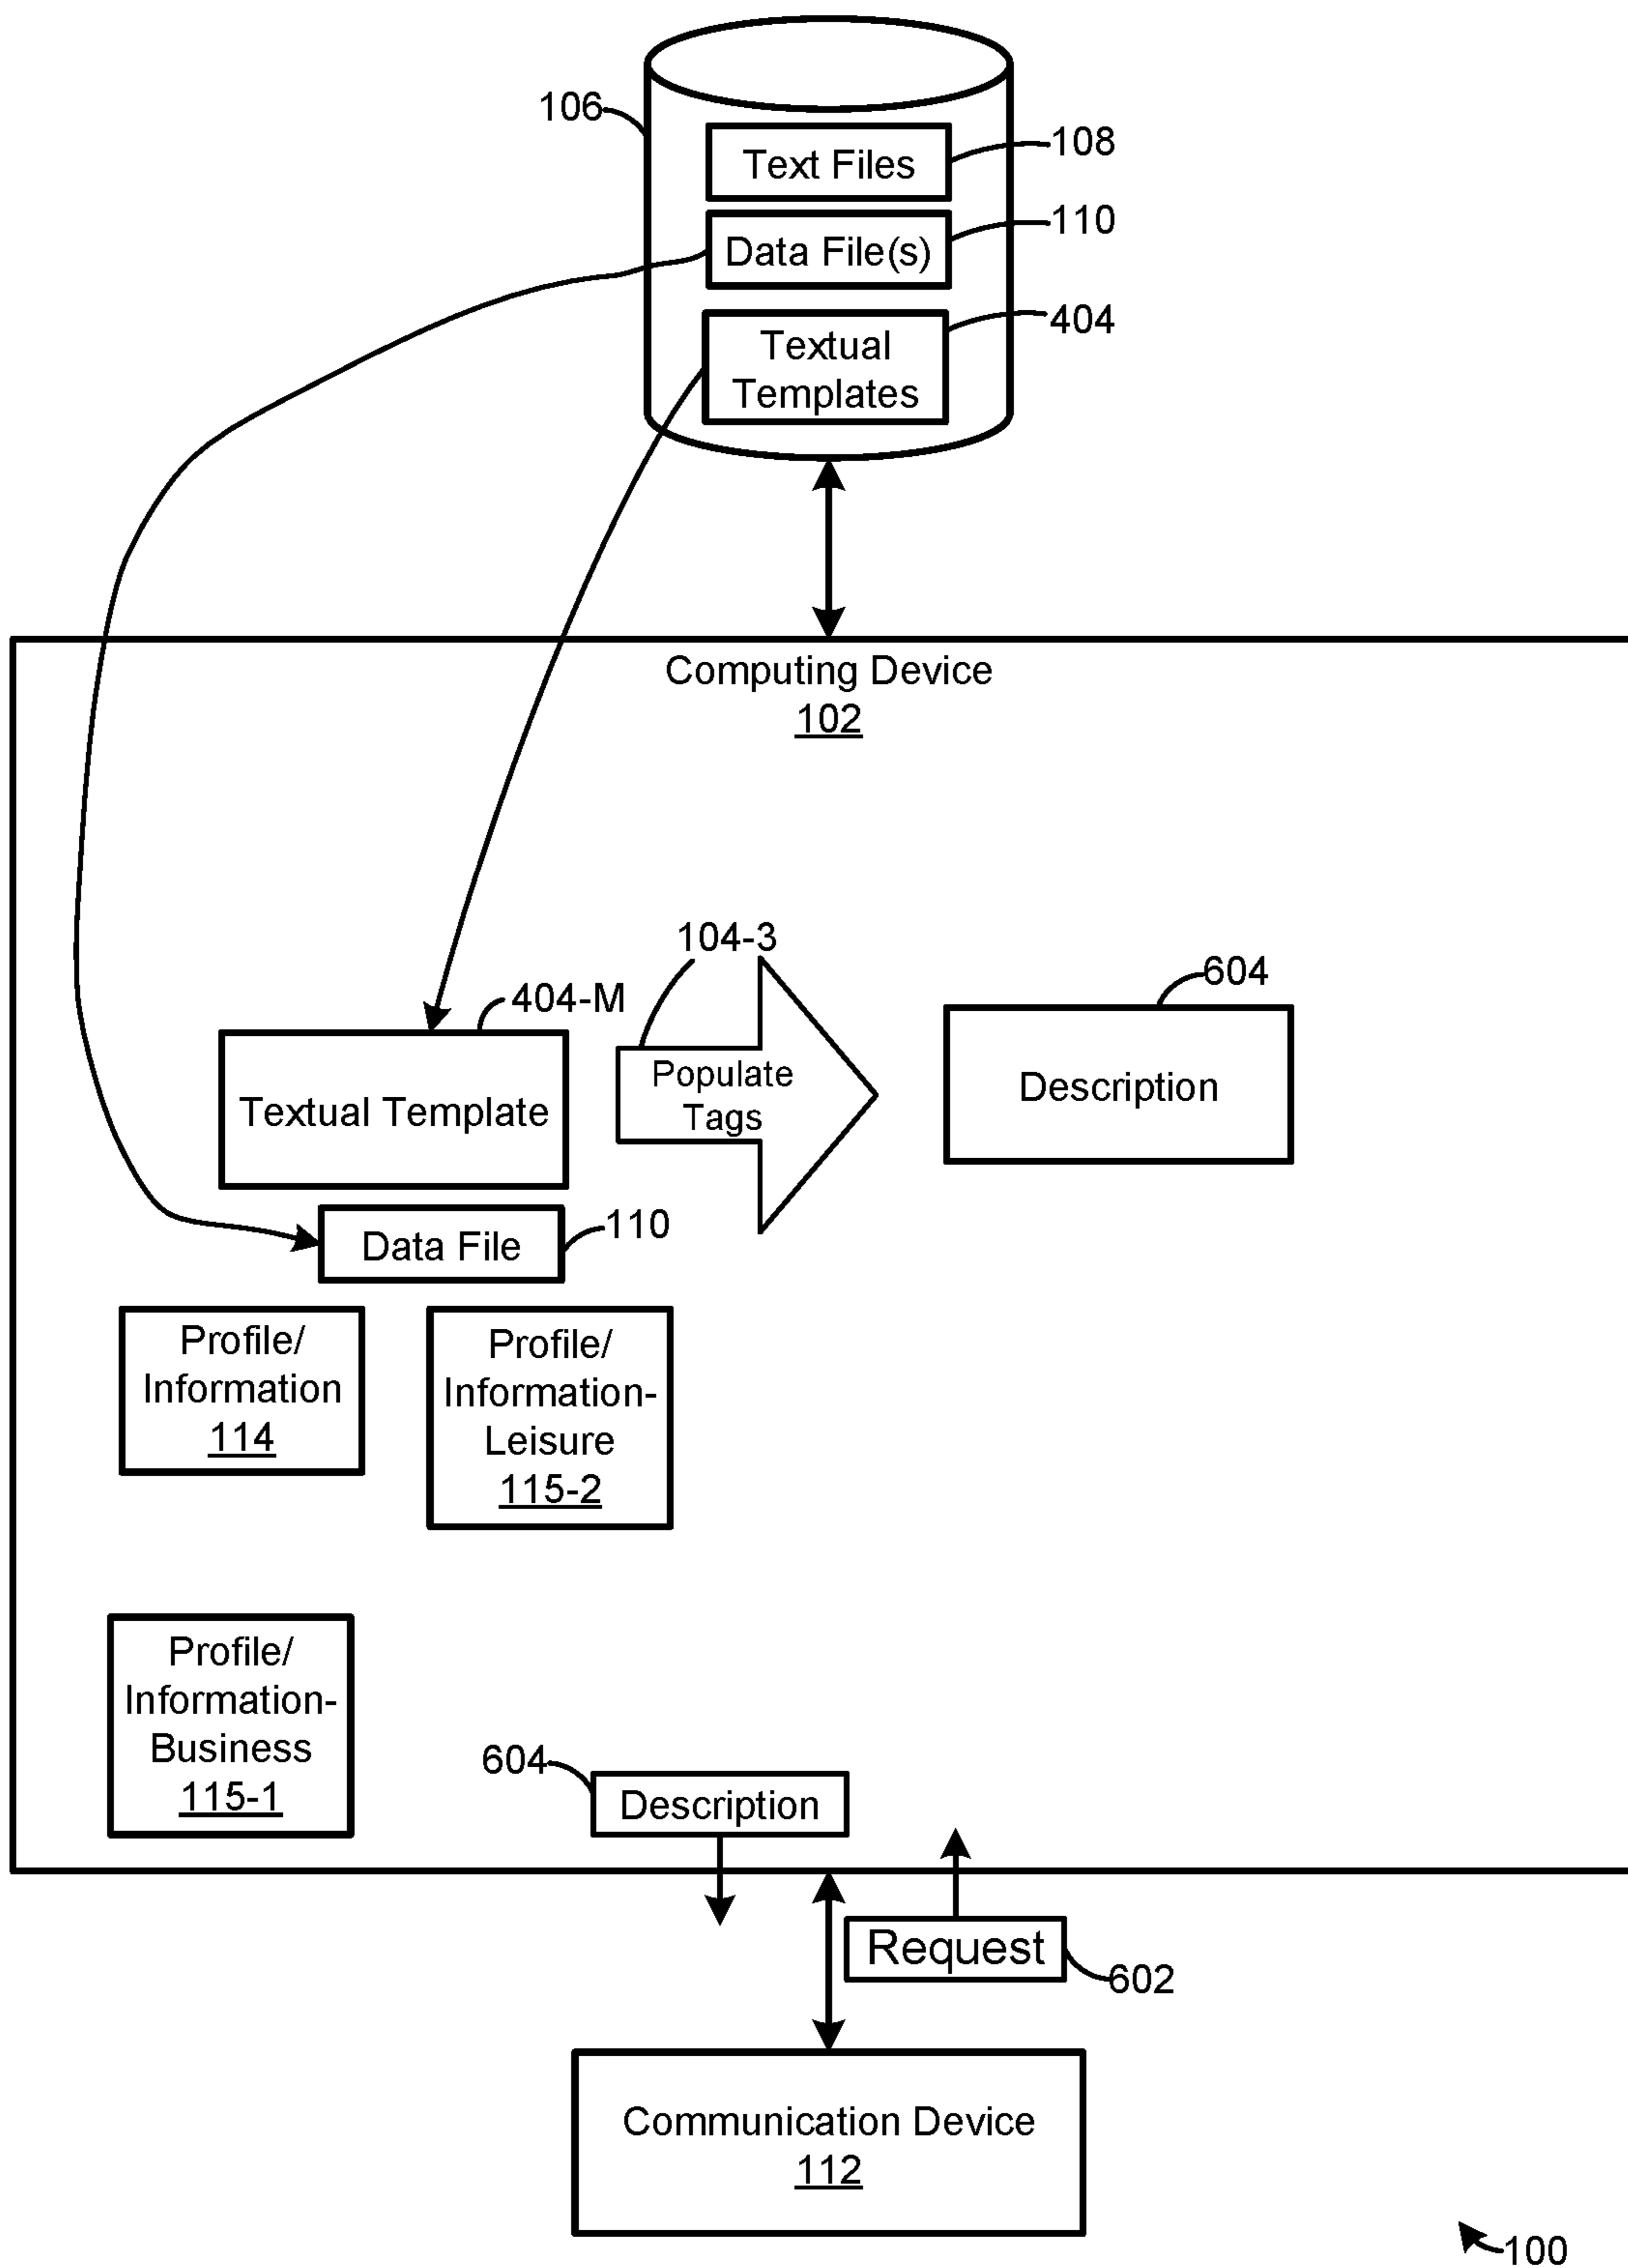 106
Text Files
108
Data File(s)
110
Textual
Templates
404
Computing Device
102
104-3
404-M
604
Textual Template
Populate
Tags
Description
Data File
110
Profile/
Information
114
Profile/
Information-
Leisure
115-2
Profile/
Information-
Business
115-1
604
Description
Request
602
Communication Device
112
100